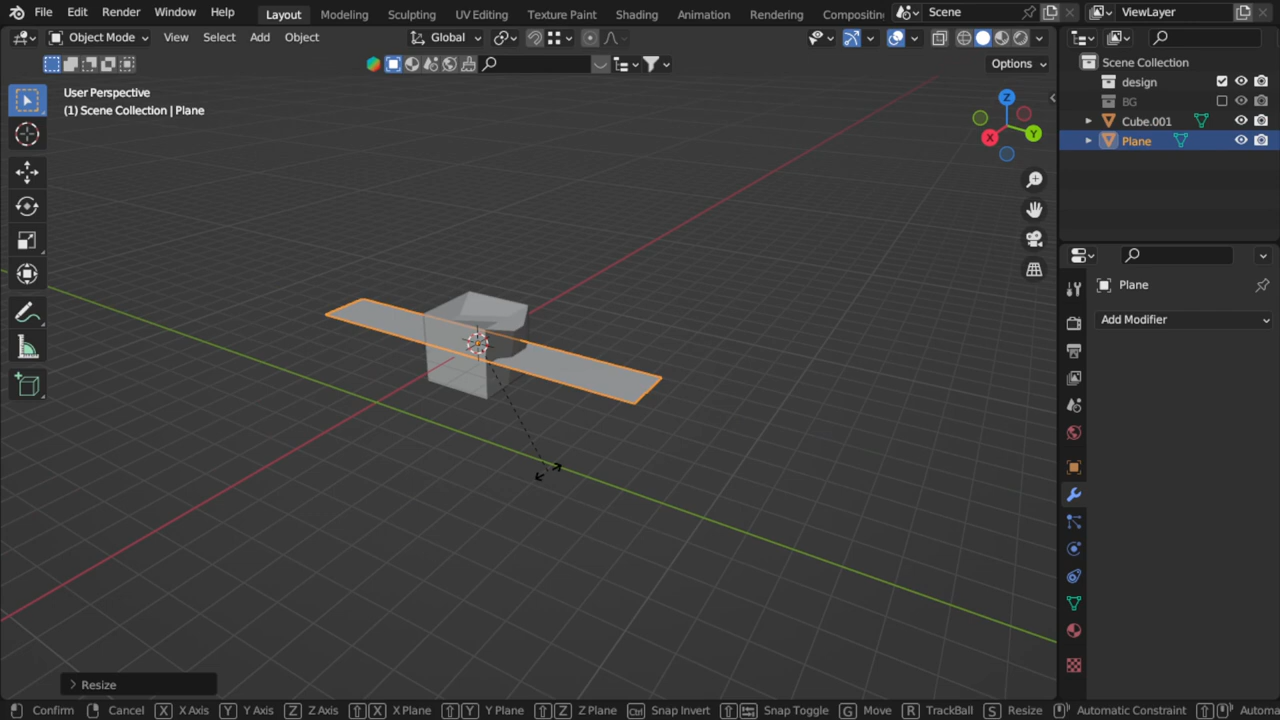 File Edit Render Window Help Layout Modeling Sculpting UV Editing Texture Paint Shading Animation Rendering Compositing Scene ViewLayer
Object Mode View Select Add Object Global
Options
User Perspective
(1) Scene Collection | Plane
Z
Y
X
Scene Collection
design
BG
Cube.001
Plane
Plane
Add Modifier
Resize
Confirm Cancel X X Axis Y Y Axis Z Z Axis X X Plane Y Y Plane Z Z Plane Ctrl Snap Invert Snap Toggle G Move R TrackBall S Resize Automatic Constraint Automa